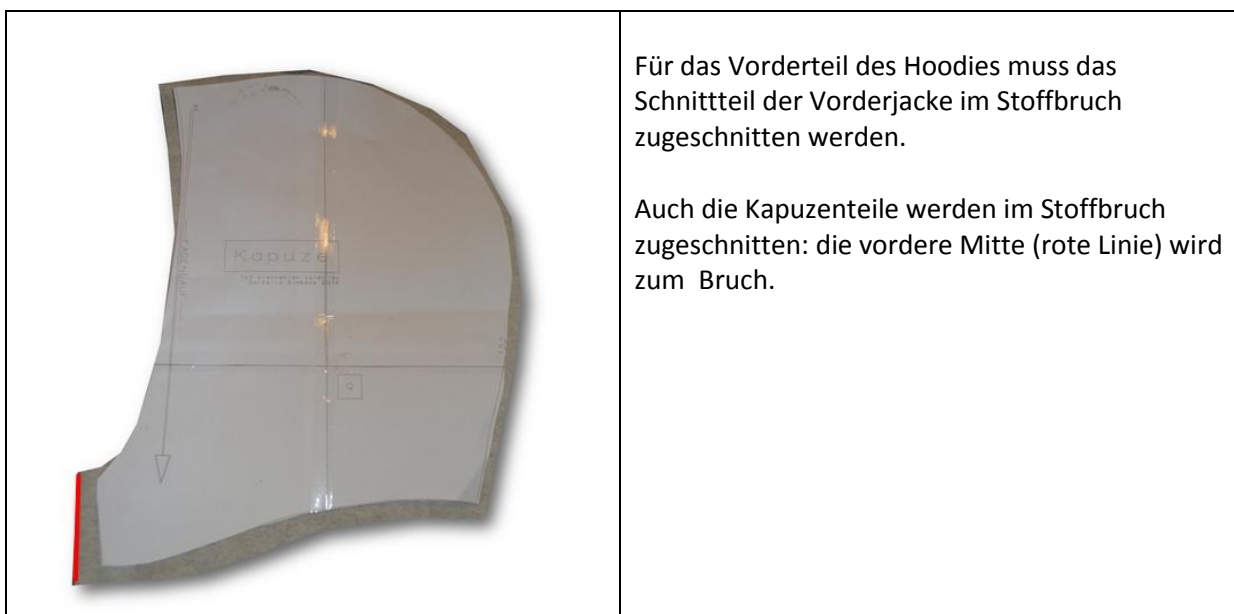 Kapuze
FADENLAUF
Für das Vorderteil des Hoodies muss das
Schnittteil der Vorderjacke im Stoffbruch
zugeschnitten werden.
Auch die Kapuzenteile werden im Stoffbruch
zugeschnitten: die vordere Mitte (rote Linie) wird
zum  Bruch.